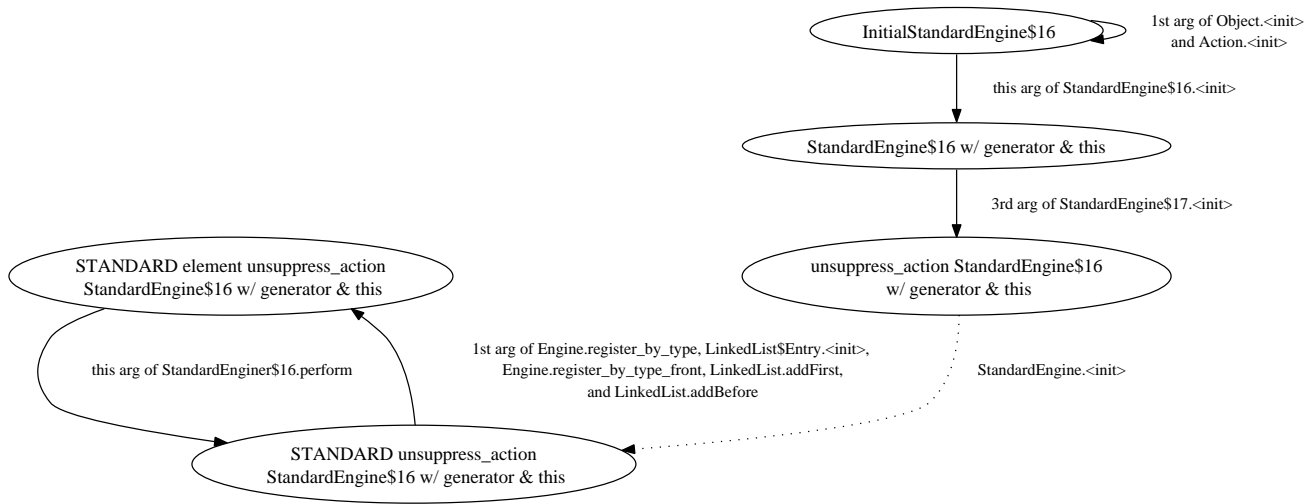 InitialStandardEngine$16
1st arg of Object.<init>
and Action.<init>
this arg of StandardEngine$16.<init>
StandardEngine$16 w/ generator & this
3rd arg of StandardEngine$17.<init>
STANDARD element unsuppress_action
StandardEngine$16 w/ generator & this
unsuppress_action StandardEngine$16
w/ generator & this
this arg of StandardEnginer$16.perform
1st arg of Engine.register_by_type, LinkedList$Entry.<init>,
Engine.register_by_type_front, LinkedList.addFirst,
and LinkedList.addBefore
StandardEngine.<init>
STANDARD unsuppress_action
StandardEngine$16 w/ generator & this